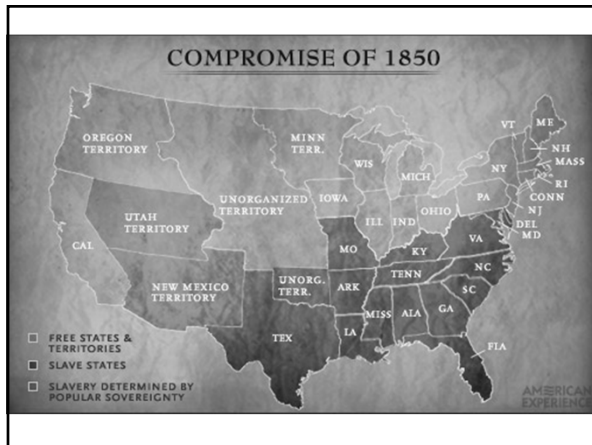 COMPROMISE OF 1850
OREGON
TERRITORY
MINN
TERR.
WIS
MICH
VT
ME
NH
MASS
NY
RI
CONN
NJ
PA
DEL
MD
UNORGANIZED
TERRITORY
IOWA
ILL
IND
OHIO
UTAH
TERRITORY
CAL
MO
KY
VA
NEW MEXICO
TERRITORY
UNORG.
TERR.
ARK
TENN
NC
SC
MISS
ALA
GA
TEX
LA
FLA
FREE STATES &
TERRITORIES
SLAVE STATES
SLAVERY DETERMINED BY
POPULAR SOVEREIGNTY
AMERICAN
EXPERIENCE